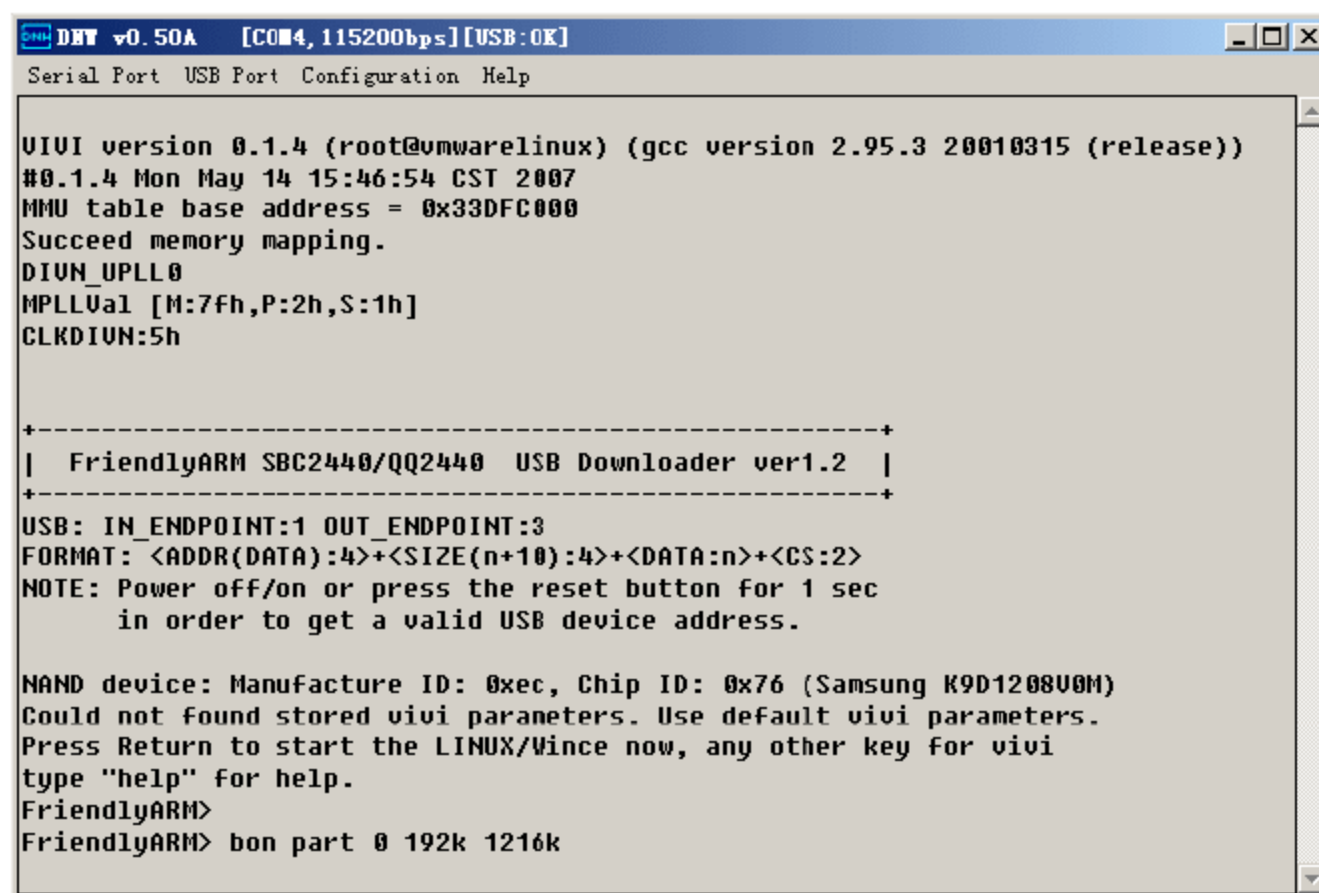 DNW DNW v0.50A [COM4,115200bps][USB:OK]
Serial Port USB Port Configuration Help
VIVI version 0.1.4 (root@vmwarelinux) (gcc version 2.95.3 20010315 (release))
#0.1.4 Mon May 14 15:46:54 CST 2007
MMU table base address = 0x33DFC000
Succeed memory mapping.
DIVN_UPLL0
MPLLVal [M:7fh,P:2h,S:1h]
CLKDIVN:5h
+-----------------------------------------------------+
| FriendlyARM SBC2440/QQ2440 USB Downloader ver1.2 |
+-----------------------------------------------------+
USB: IN_ENDPOINT:1 OUT_ENDPOINT:3
FORMAT: <ADDR(DATA):4>+<SIZE(n+10):4>+<DATA:n>+<CS:2>
NOTE: Power off/on or press the reset button for 1 sec
in order to get a valid USB device address.
NAND device: Manufacture ID: 0xec, Chip ID: 0x76 (Samsung K9D1208V0M)
Could not found stored vivi parameters. Use default vivi parameters.
Press Return to start the LINUX/Wince now, any other key for vivi
type "help" for help.
FriendlyARM>
FriendlyARM> bon part 0 192k 1216k